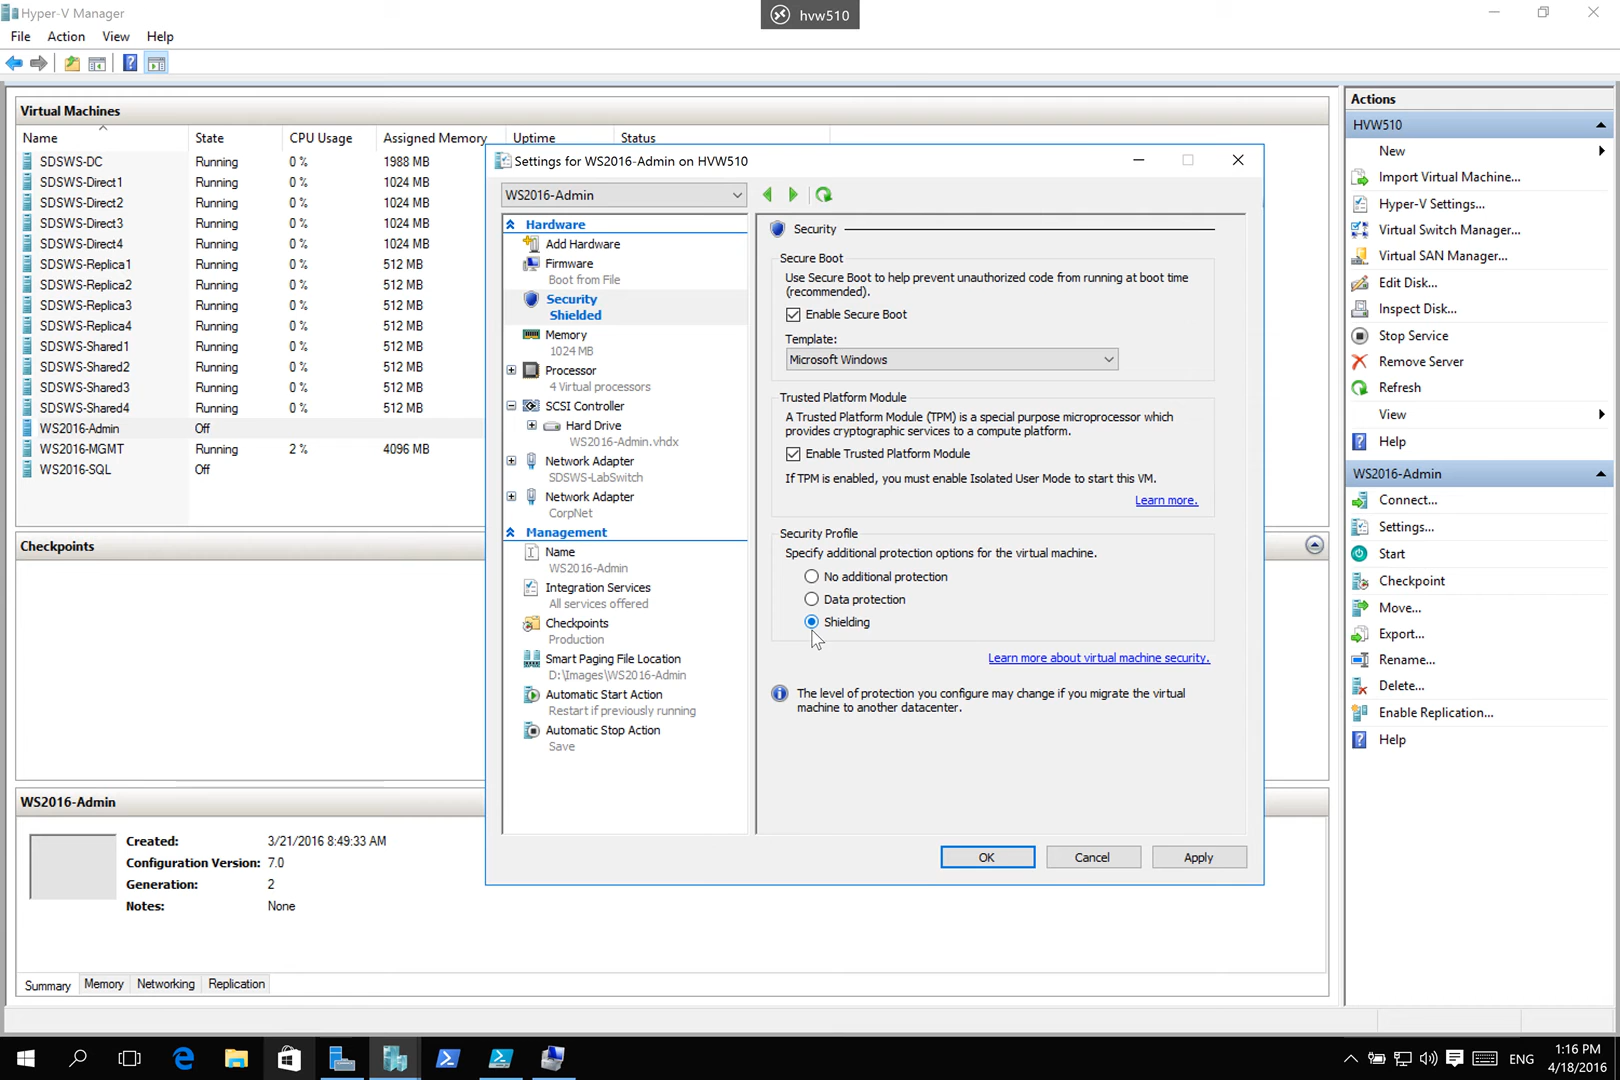 Hyper-V Manager
hvw510
File Action View Help
Virtual Machines
Name State CPU Usage Assigned Memory Uptime Status
SDSWS-DC Running 0 % 1988 MB
SDSWS-Direct1 Running 0 % 1024 MB
SDSWS-Direct2 Running 0 % 1024 MB
SDSWS-Direct3 Running 0 % 1024 MB
SDSWS-Direct4 Running 0 % 1024 MB
SDSWS-Replica1 Running 0 % 512 MB
SDSWS-Replica2 Running 0 % 512 MB
SDSWS-Replica3 Running 0 % 512 MB
SDSWS-Replica4 Running 0 % 512 MB
SDSWS-Shared1 Running 0 % 512 MB
SDSWS-Shared2 Running 0 % 512 MB
SDSWS-Shared3 Running 0 % 512 MB
SDSWS-Shared4 Running 0 % 512 MB
WS2016-Admin Off
WS2016-MGMT Running 2 % 4096 MB
WS2016-SQL Off
Checkpoints
WS2016-Admin
Created: 3/21/2016 8:49:33 AM
Configuration Version: 7.0
Generation: 2
Notes: None
Summary Memory Networking Replication
Settings for WS2016-Admin on HVW510
WS2016-Admin
Hardware
Add Hardware
Firmware
Boot from File
Security
Shielded
Memory
1024 MB
Processor
4 Virtual processors
SCSI Controller
Hard Drive
WS2016-Admin.vhdx
Network Adapter
SDSWS-LabSwitch
Network Adapter
CorpNet
Management
Name
WS2016-Admin
Integration Services
All services offered
Checkpoints
Production
Smart Paging File Location
D:\Images\WS2016-Admin
Automatic Start Action
Restart if previously running
Automatic Stop Action
Save
Security
Secure Boot
Use Secure Boot to help prevent unauthorized code from running at boot time
(recommended).
Enable Secure Boot
Template:
Microsoft Windows
Trusted Platform Module
A Trusted Platform Module (TPM) is a special purpose microprocessor which
provides cryptographic services to a compute platform.
Enable Trusted Platform Module
If TPM is enabled, you must enable Isolated User Mode to start this VM.
Learn more.
Security Profile
Specify additional protection options for the virtual machine.
No additional protection
Data protection
Shielding
Learn more about virtual machine security.
The level of protection you configure may change if you migrate the virtual
machine to another datacenter.
OK Cancel Apply
Actions
HVW510
New
Import Virtual Machine...
Hyper-V Settings...
Virtual Switch Manager...
Virtual SAN Manager...
Edit Disk...
Inspect Disk...
Stop Service
Remove Server
Refresh
View
Help
WS2016-Admin
Connect...
Settings...
Start
Checkpoint
Move...
Export...
Rename...
Delete...
Enable Replication...
Help
ENG
1:16 PM
4/18/2016